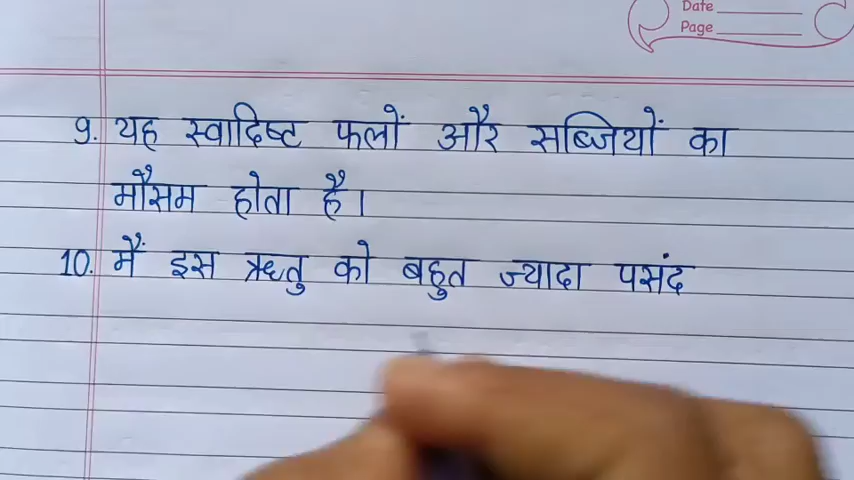 Date
Page
9. यह स्वादिष्ट फलों और सब्जियों का
मौसम होता है।
10. मैं इस ऋतु को बहुत ज्यादा पसंद